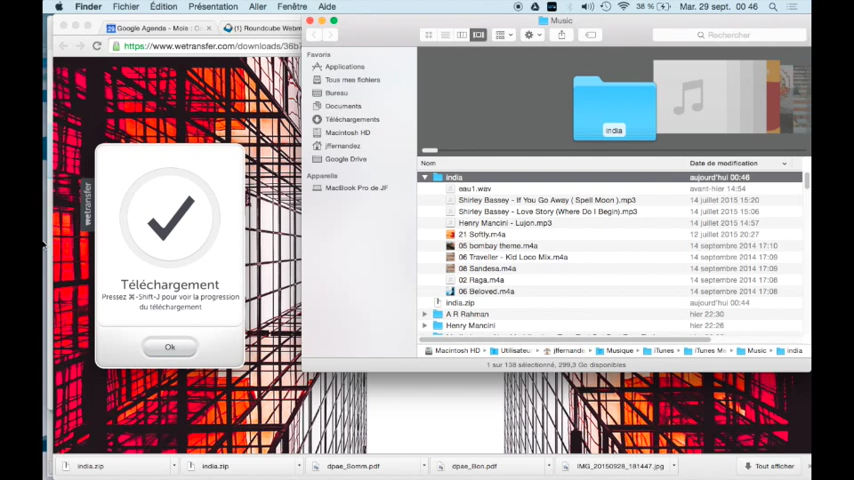 Finder Fichier Édition Présentation Aller Fenêtre Aide 38 % Mar. 29 sept. 00 46
Google Agenda - Mois : Oct
Roundcube Webm
https://www.wetransfer.com/downloads/36b7
Music
Rechercher
Favoris
Applications
Tous mes fichiers
Bureau
Documents
Téléchargements
Macintosh HD
jffernandez
Google Drive
Appareils
MacBook Pro de JF
india
Nom Date de modification
india aujourd'hui 00:46
eau1.wav avant-hier 14:54
Shirley Bassey - If You Go Away ( Spell Moon ).mp3 14 juillet 2015 15:20
Shirley Bassey - Love Story (Where Do I Begin).mp3 14 juillet 2015 15:06
Henry Mancini - Lujon.mp3 14 juillet 2015 15:03
21 Softly.m4a 12 septembre 2015 20:27
05 bombay theme.m4a 14 septembre 2014 17:10
06 Traveller - Kid Loco Mix.m4a 14 septembre 2014 17:09
08 Sandesa.m4a 14 septembre 2014 17:09
02 Raga.m4a 14 septembre 2014 17:08
06 Beloved.m4a 14 septembre 2014 17:08
india.zip aujourd'hui 00:44
A R Rahman hier 22:30
Henry Mancini hier 22:26
Macintosh HD Utilisateur jffernande Musique iTunes iTunes Me Music india
1 sur 138 sélectionné, 299,3 Go disponibles
wetransfer
Téléchargement
Pressez ⌘-Shift-J pour voir la progression
du téléchargement
Ok
india.zip india.zip dpae_Somm.pdf dpae_Bon.pdf IMG_20150928_181447.jpg Tout afficher